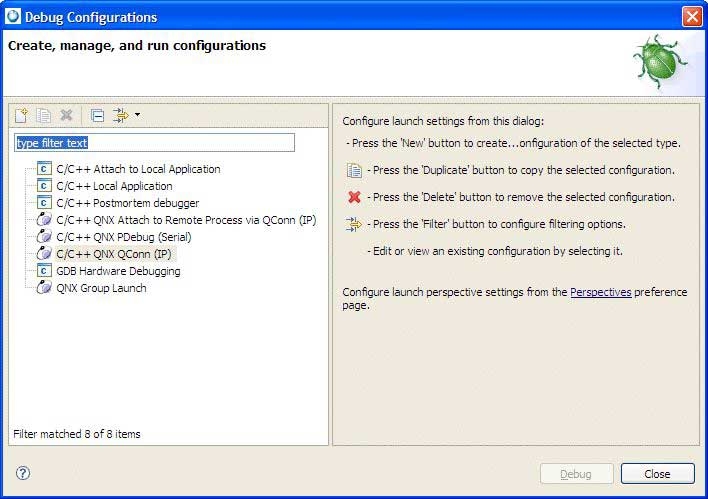 Debug Configurations
Create, manage, and run configurations
type filter text
C/C++ Attach to Local Application
C/C++ Local Application
C/C++ Postmortem debugger
C/C++ QNX Attach to Remote Process via QConn (IP)
C/C++ QNX PDebug (Serial)
C/C++ QNX QConn (IP)
GDB Hardware Debugging
QNX Group Launch
Filter matched 8 of 8 items
Configure launch settings from this dialog:
- Press the 'New' button to create...onfiguration of the selected type.
- Press the 'Duplicate' button to copy the selected configuration.
- Press the 'Delete' button to remove the selected configuration.
- Press the 'Filter' button to configure filtering options.
- Edit or view an existing configuration by selecting it.
Configure launch perspective settings from the Perspectives preference
page.
Debug
Close